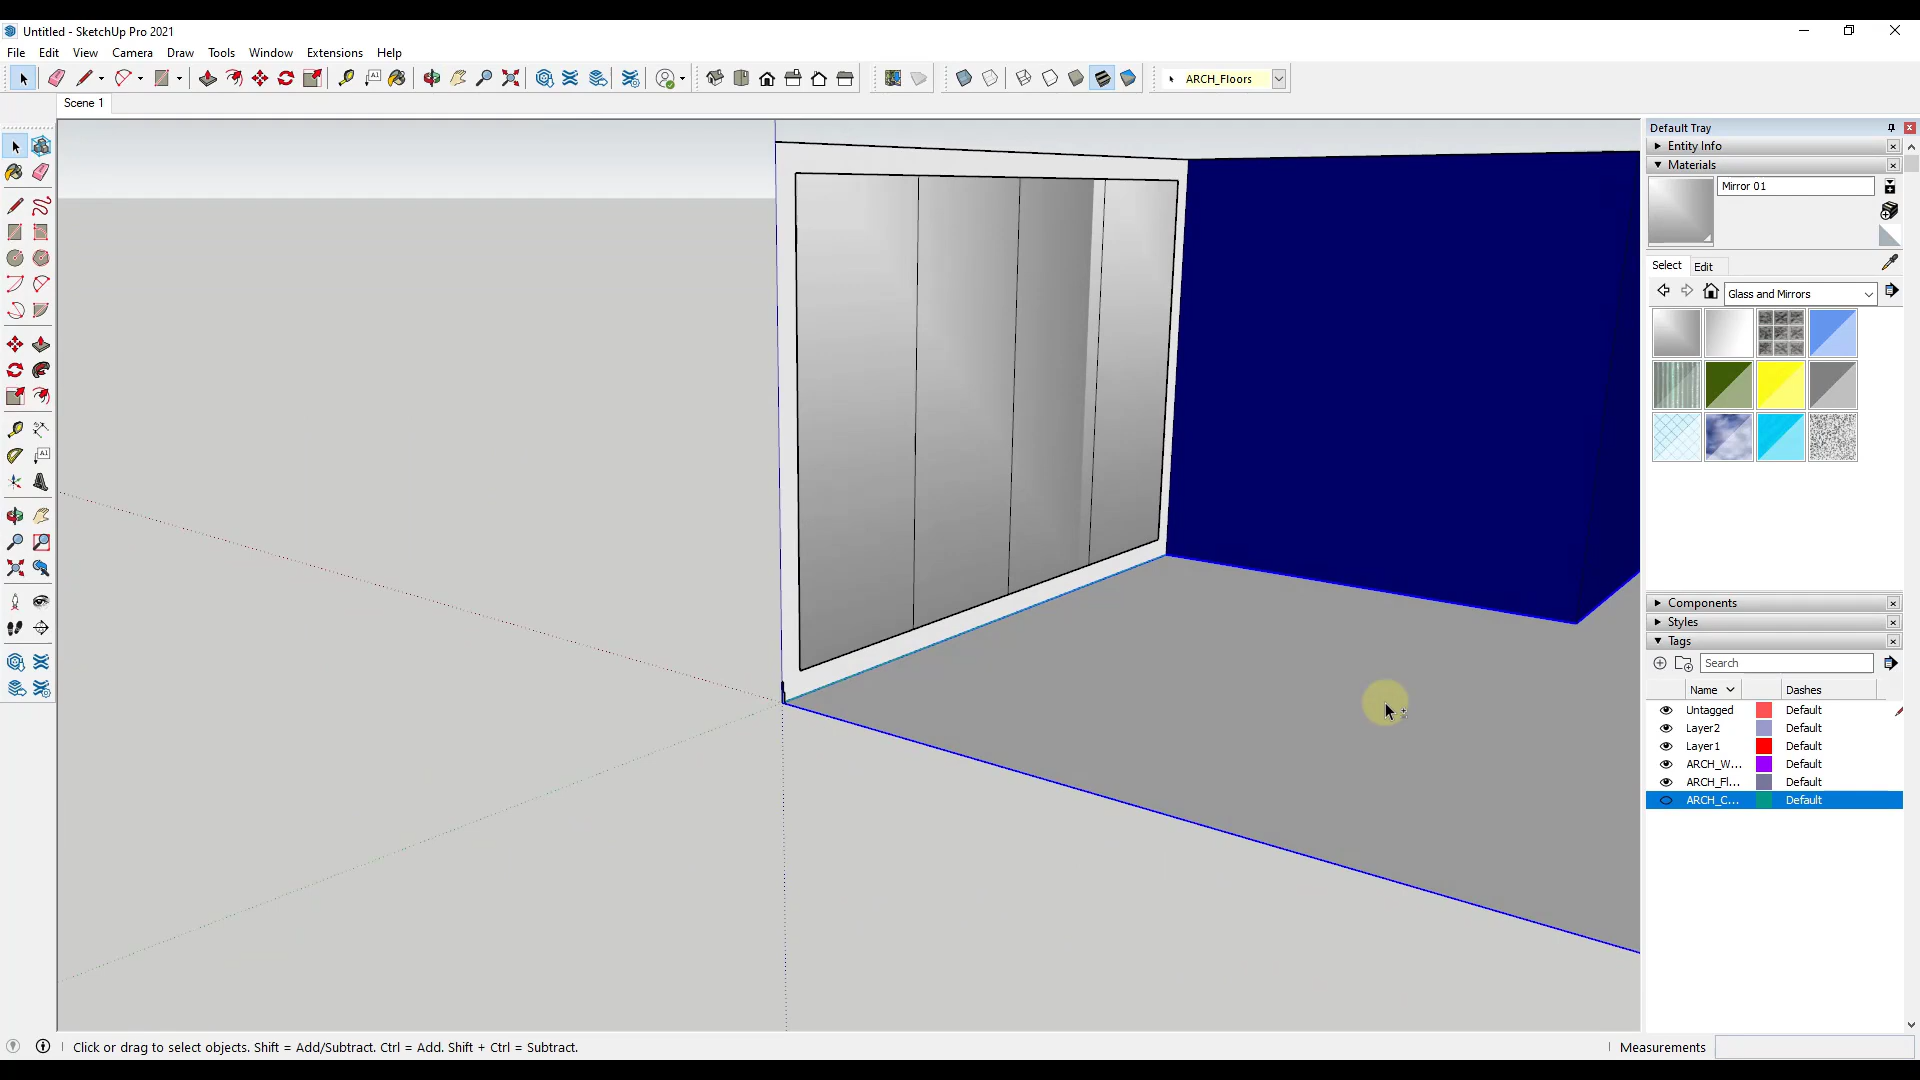 Untitled - SketchUp Pro 2021
File Edit View Camera Draw Tools Window Extensions Help
ARCH_Floors
Scene 1
Default Tray
Entity Info
Materials
Mirror 01
Select Edit
Glass and Mirrors
Components
Styles
Tags
Search
Name Dashes
Untagged Default
Layer2 Default
Layer1 Default
ARCH_W... Default
ARCH_Fl... Default
ARCH_C... Default
Click or drag to select objects. Shift = Add/Subtract. Ctrl = Add. Shift + Ctrl = Subtract.
Measurements